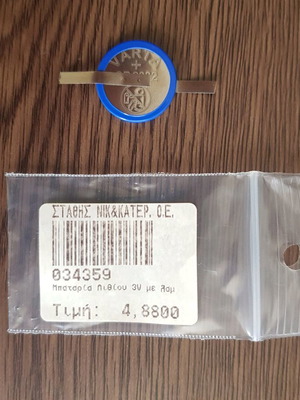 VARTA
+
ΣΤΑΘΗΣ ΝΙΚ&ΚΑΤΕΡ. Ο.Ε.
034359
Μπαταρία Λιθίου 3V με λαμ
Τιμή: 4,8800